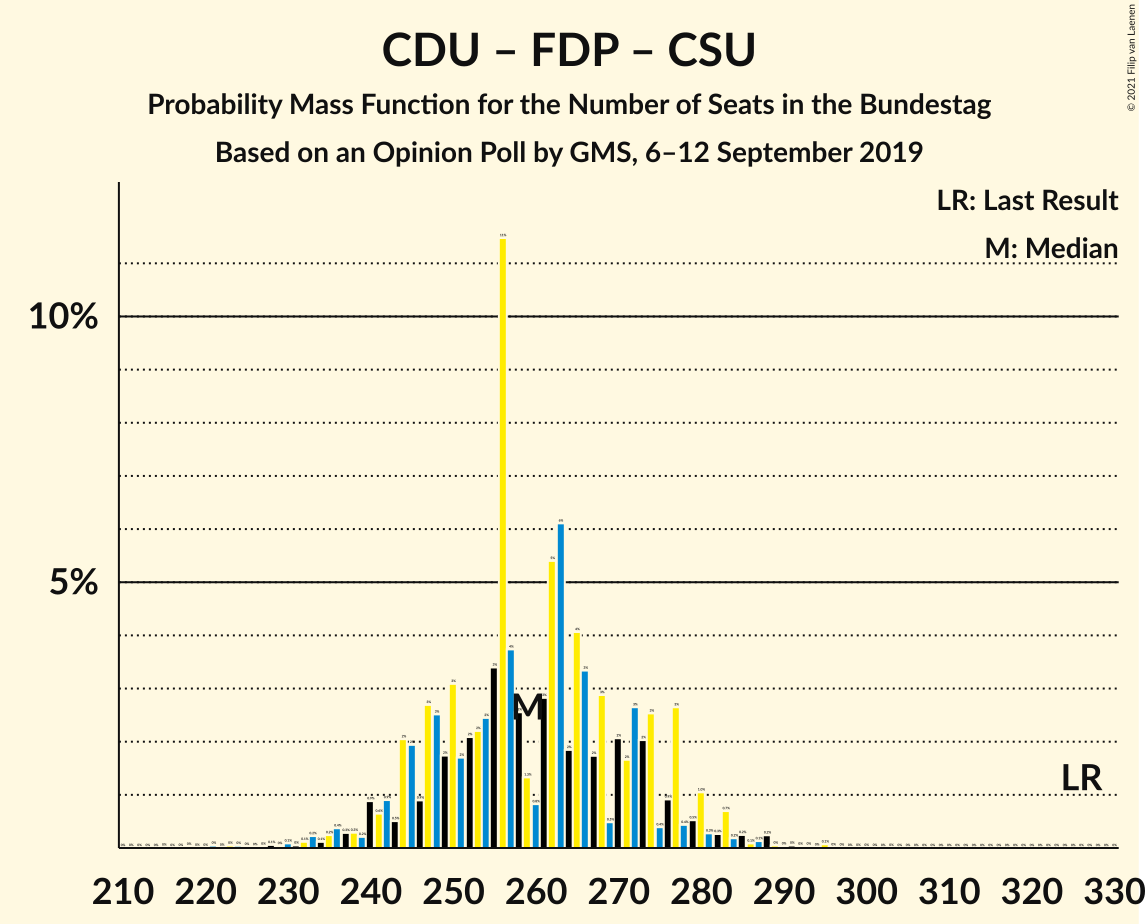 CDU – FDP – CSU
Probability Mass Function for the Number of Seats in the Bundestag
Based on an Opinion Poll by GMS, 6–12 September 2019
© 2021 Filip van Laenen
LR: Last Result
M: Median
10%
5%
M
LR
210 220 230 240 250 260 270 280 290 300 310 320 330